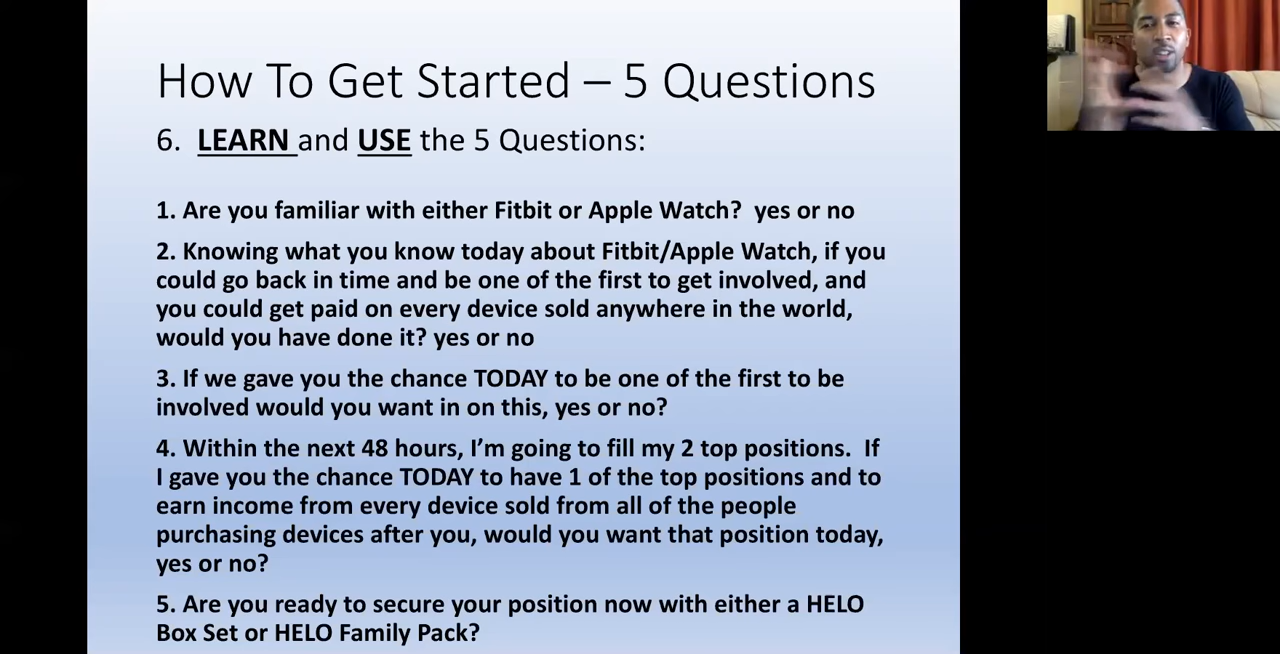 How To Get Started – 5 Questions
6. LEARN and USE the 5 Questions:
1. Are you familiar with either Fitbit or Apple Watch? yes or no
2. Knowing what you know today about Fitbit/Apple Watch, if you
could go back in time and be one of the first to get involved, and
you could get paid on every device sold anywhere in the world,
would you have done it? yes or no
3. If we gave you the chance TODAY to be one of the first to be
involved would you want in on this, yes or no?
4. Within the next 48 hours, I’m going to fill my 2 top positions. If
I gave you the chance TODAY to have 1 of the top positions and to
earn income from every device sold from all of the people
purchasing devices after you, would you want that position today,
yes or no?
5. Are you ready to secure your position now with either a HELO
Box Set or HELO Family Pack?